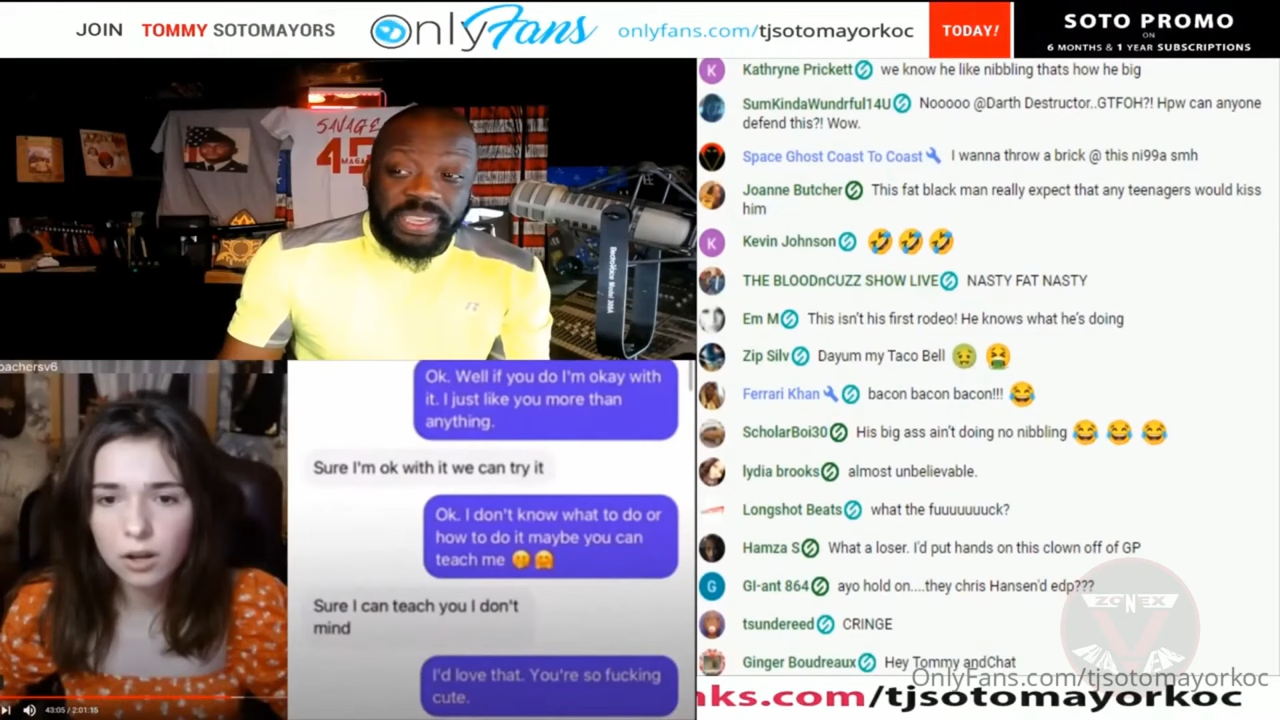 JOIN TOMMY SOTOMAYORS OnlyFans onlyfans.com/tjsotomayorkoc TODAY!
SOTO PROMO
ON
6 MONTHS & 1 YEAR SUBSCRIPTIONS
SAVAGE
45
MAGA
pachersv6
Ok. Well if you do I'm okay with
it. I just like you more than
anything.
Sure I'm ok with it we can try it
Ok. I don't know what to do or
how to do it maybe you can
teach me 🤭🤗
Sure I can teach you I don't
mind
I'd love that. You're so fucking
cute.
43:05 / 2:01:15
K Kathryne Prickett we know he like nibbling thats how he big
SumKindaWundrful14U Nooooo @Darth Destructor..GTFOH?! Hpw can anyone
defend this?! Wow.
Space Ghost Coast To Coast I wanna throw a brick @ this ni99a smh
Joanne Butcher This fat black man really expect that any teenagers would kiss
him
K Kevin Johnson 🤣🤣🤣
THE BLOODnCUZZ SHOW LIVE NASTY FAT NASTY
Em M This isn't his first rodeo! He knows what he's doing
Zip Silv Dayum my Taco Bell 🤢🤮
Ferrari Khan bacon bacon bacon!!! 😂
ScholarBoi30 His big ass ain't doing no nibbling 😂😂😂
lydia brooks almost unbelievable.
Longshot Beats what the fuuuuuuuck?
Hamza S What a loser. I'd put hands on this clown off of GP
G GI-ant 864 ayo hold on....they chris Hansen'd edp???
tsundereed CRINGE
Ginger Boudreaux Hey Tommy andChat
ZONEX
OnlyFans.com/tjsotomayorkoc
nks.com/tjsotomayorkoc